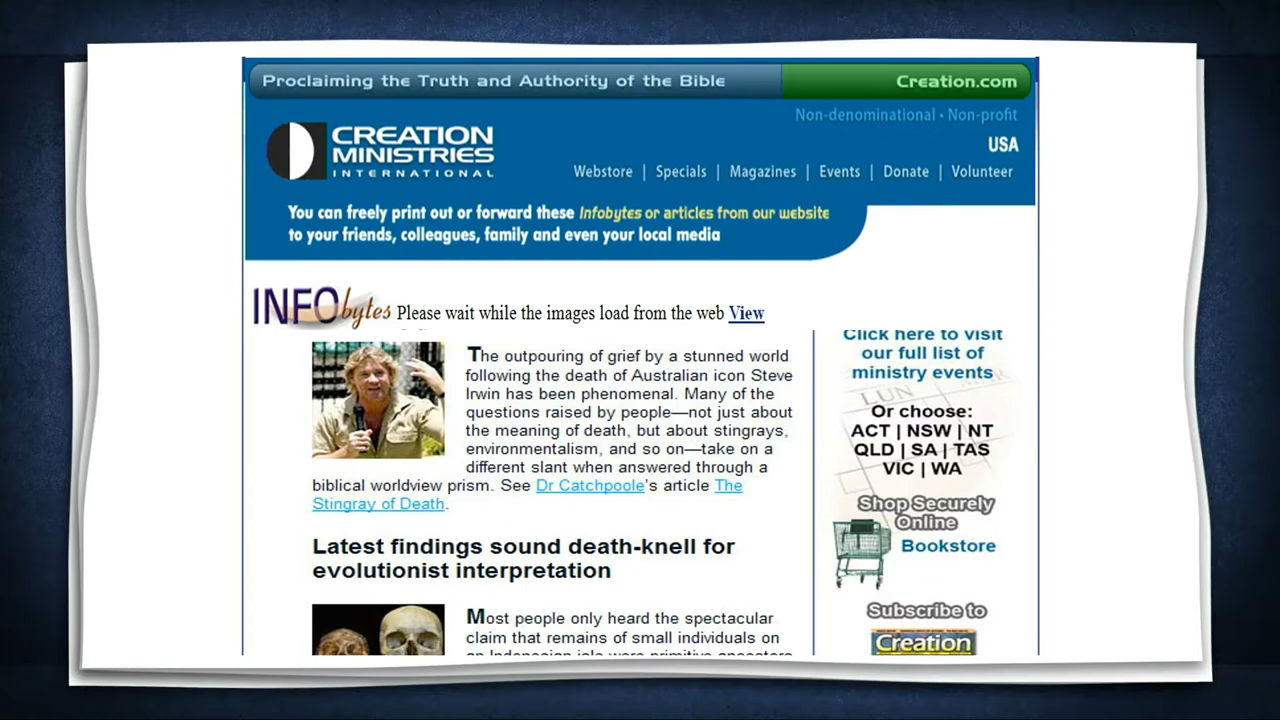 Proclaiming the Truth and Authority of the Bible
Creation.com
Non-denominational • Non-profit
CREATION
MINISTRIES
INTERNATIONAL
USA
Webstore | Specials | Magazines | Events | Donate | Volunteer
You can freely print out or forward these Infobytes or articles from our website
to your friends, colleagues, family and even your local media
INFObytes Please wait while the images load from the web View
The outpouring of grief by a stunned world
following the death of Australian icon Steve
Irwin has been phenomenal. Many of the
questions raised by people—not just about
the meaning of death, but about stingrays,
environmentalism, and so on—take on a
different slant when answered through a
biblical worldview prism. See Dr Catchpoole's article The
Stingray of Death.
Latest findings sound death-knell for
evolutionist interpretation
Most people only heard the spectacular
claim that remains of small individuals on
an Indonesian isle were primitive ancestors
Click here to visit
our full list of
ministry events
LUN
MAR
Or choose:
ACT | NSW | NT
QLD | SA | TAS
VIC | WA
Shop Securely
Online
Bookstore
Subscribe to
Creation